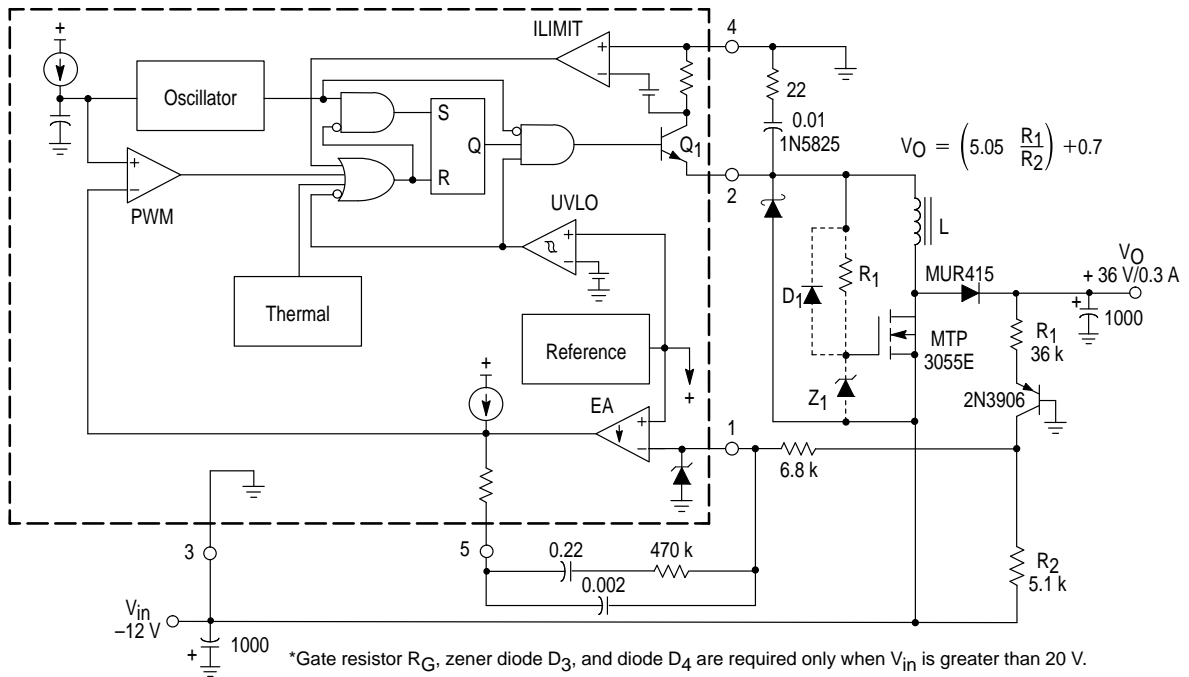 +
ILIMIT
4
+
–
Oscillator
22
0.01
1N5825
S
Q
R
Q1
VO = (5.05 R1/R2) +0.7
2
+
–
PWM
UVLO
+
–
L
Thermal
D1
R1
MUR415
VO
+ 36 V/0.3 A
+
1000
Reference
+
MTP
3055E
R1
36 k
Z1
2N3906
+
EA
+
–
1
6.8 k
3
5
0.22
470 k
0.002
R2
5.1 k
Vin
–12 V
+
1000
*Gate resistor RG, zener diode D3, and diode D4 are required only when Vin is greater than 20 V.